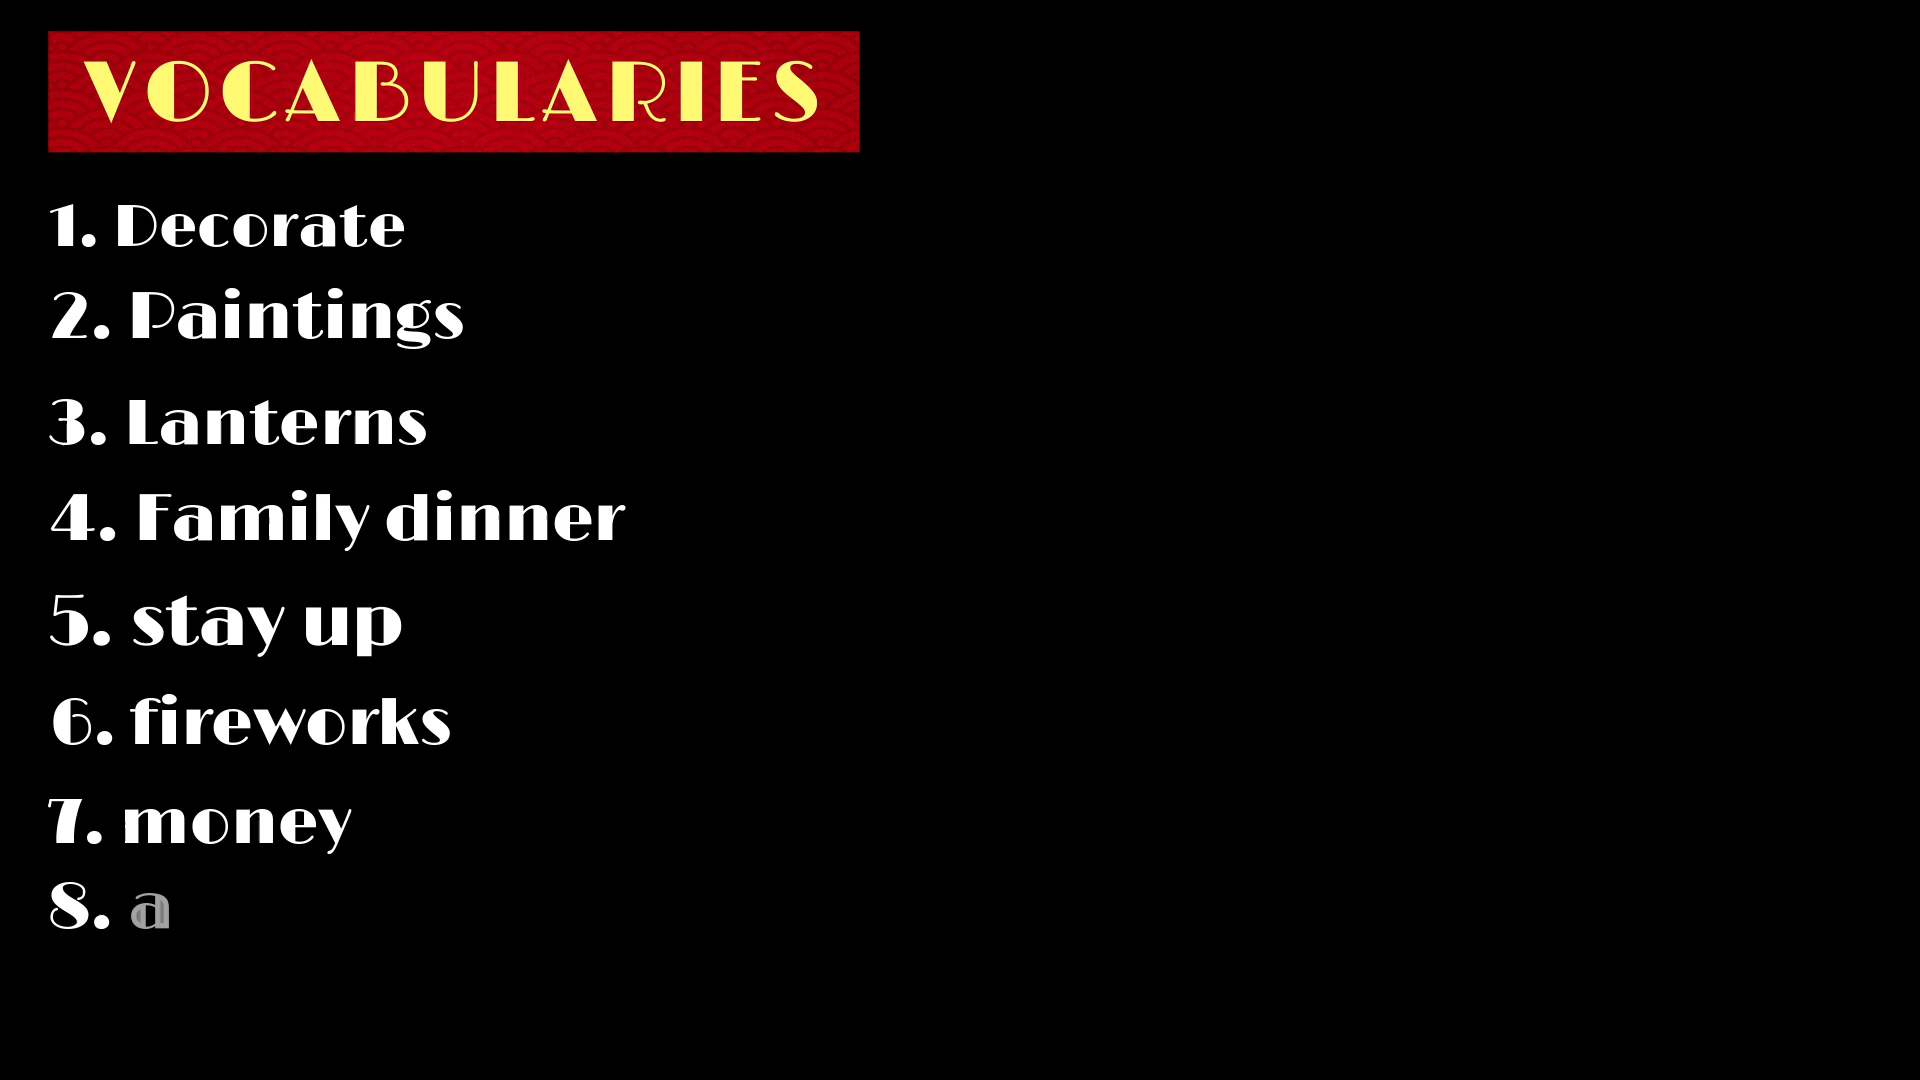 VOCABULARIES
1. Decorate
2. Paintings
3. Lanterns
4. Family dinner
5. stay up
6. fireworks
7. money
8. a